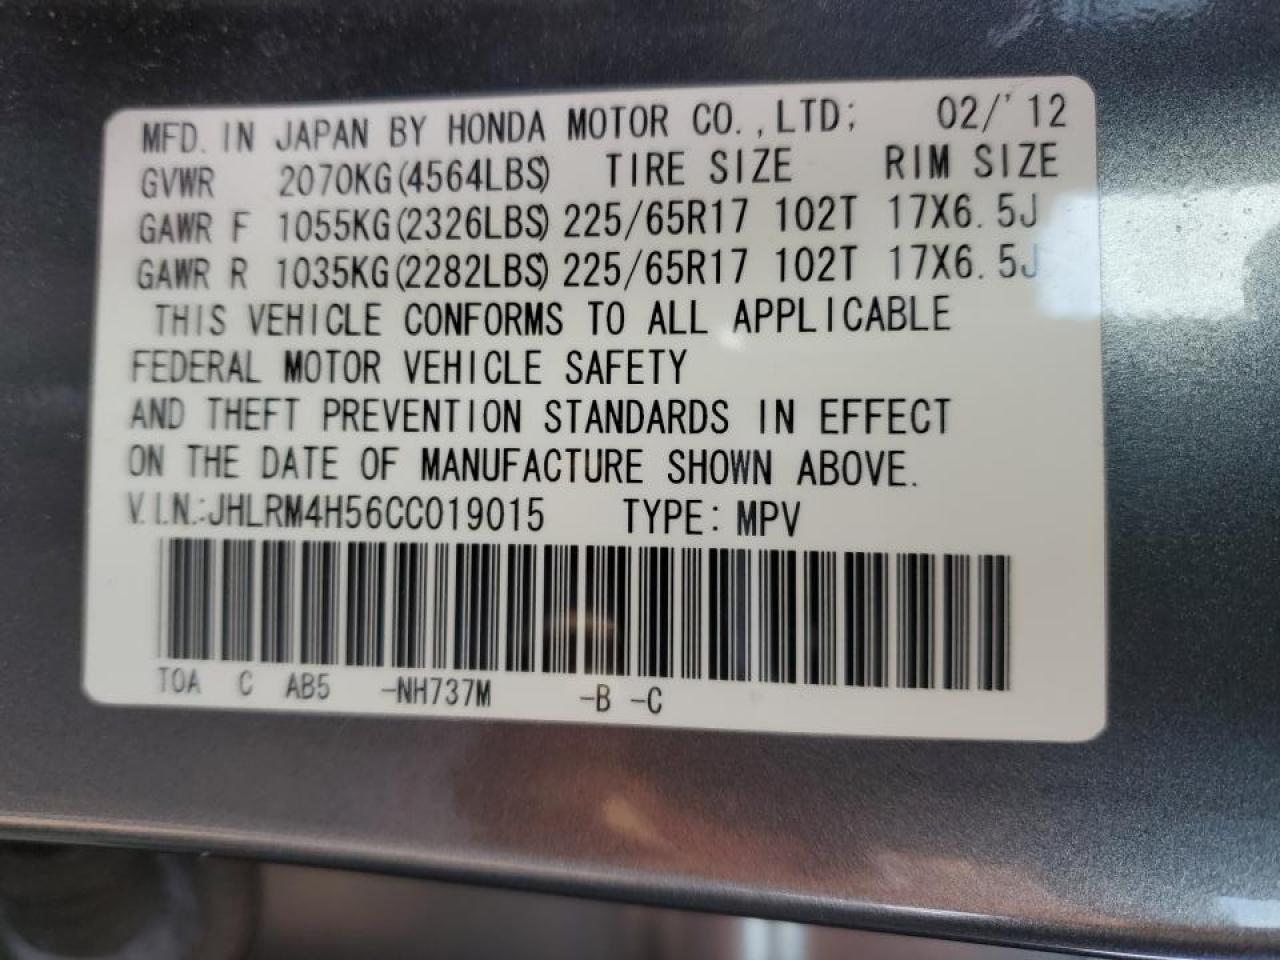 MFD. IN JAPAN BY HONDA MOTOR CO.,LTD; 02/'12
GVWR 2070KG(4564LBS) TIRE SIZE RIM SIZE
GAWR F 1055KG(2326LBS) 225/65R17 102T 17X6.5J
GAWR R 1035KG(2282LBS) 225/65R17 102T 17X6.5J
THIS VEHICLE CONFORMS TO ALL APPLICABLE
FEDERAL MOTOR VEHICLE SAFETY
AND THEFT PREVENTION STANDARDS IN EFFECT
ON THE DATE OF MANUFACTURE SHOWN ABOVE.
V.I.N.:JHLRM4H56CC019015 TYPE: MPV
TOA C AB5 -NH737M -B -C